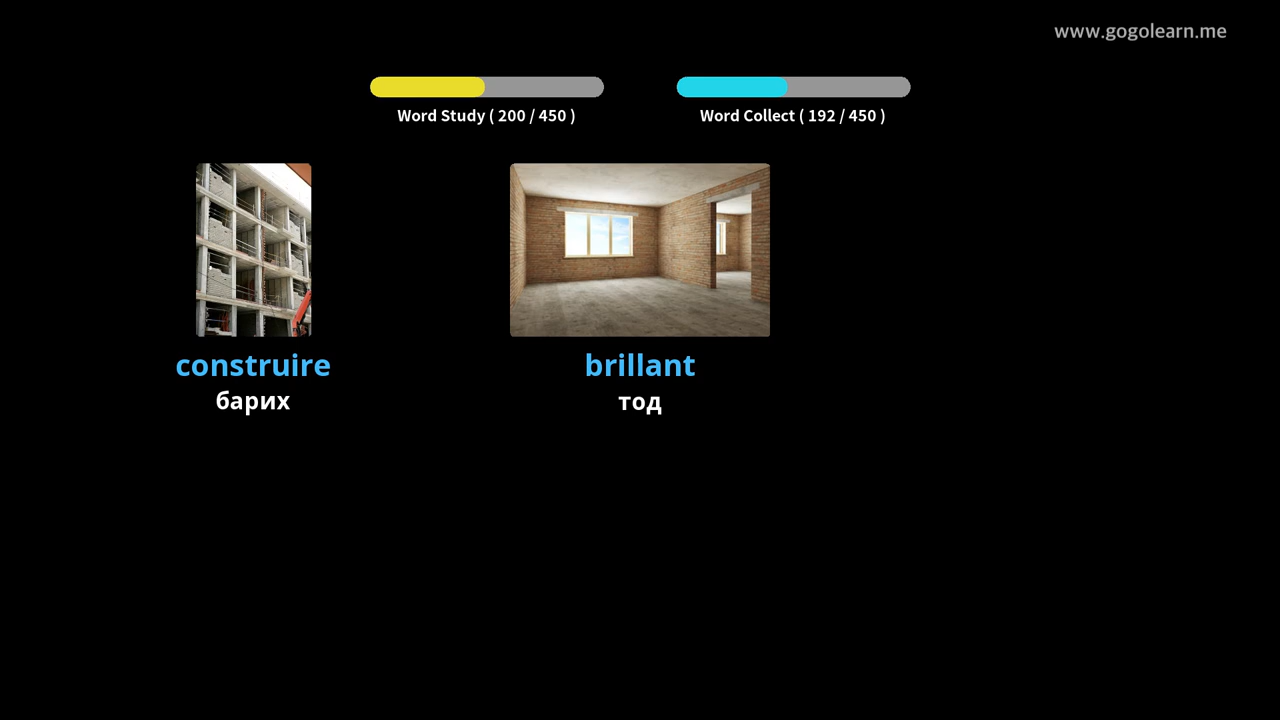 www.gogolearn.me
Word Study ( 200 / 450 )
Word Collect ( 192 / 450 )
construire
барих
brillant
тод